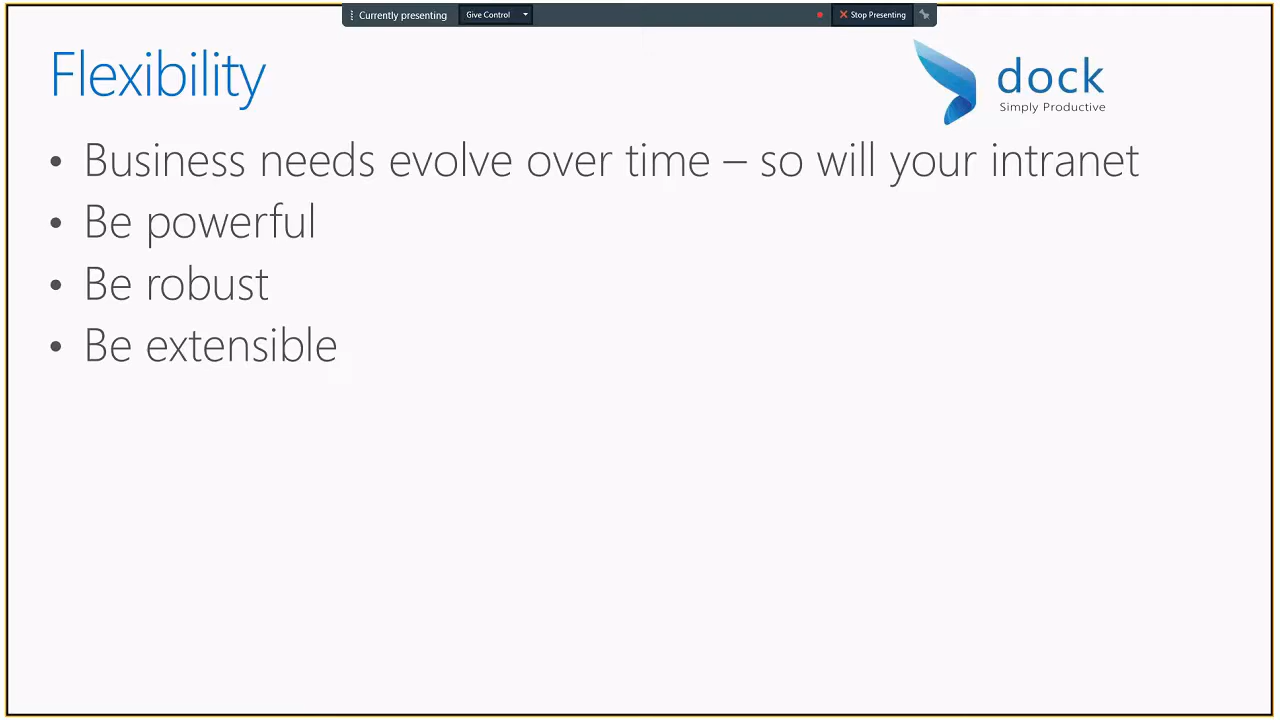 Currently presenting Give Control Stop Presenting
Flexibility
dock
Simply Productive
• Business needs evolve over time – so will your intranet
• Be powerful
• Be robust
• Be extensible